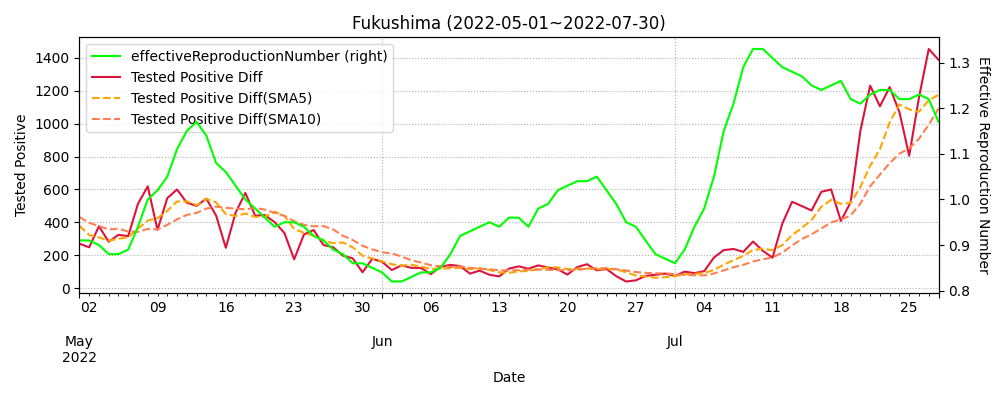 Fukushima (2022-05-01~2022-07-30)
effectiveReproductionNumber (right)
Tested Positive Diff
Tested Positive Diff(SMA5)
Tested Positive Diff(SMA10)
Tested Positive
1400
1200
1000
800
600
400
200
0
Effective Reproduction Number
1.3
1.2
1.1
1.0
0.9
0.8
02 09 16 23 30 06 13 20 27 04 11 18 25
May Jun Jul
2022
Date